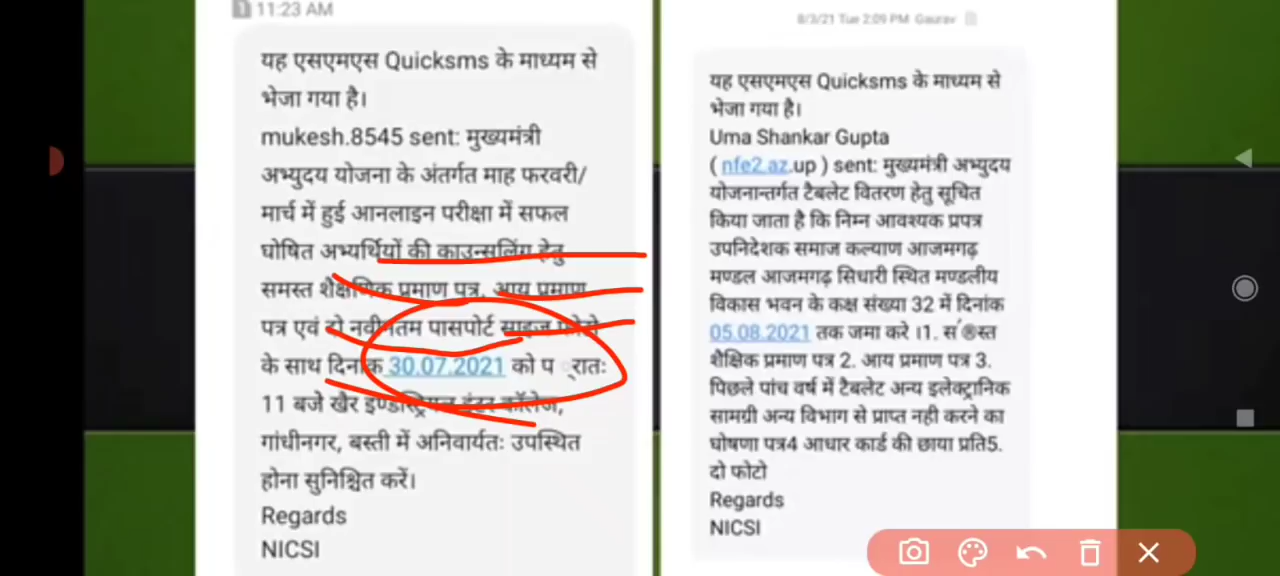 11:23 AM
यह एसएमएस Quicksms के माध्यम से
भेजा गया है।
mukesh.8545 sent: मुख्यमंत्री
अभ्युदय योजना के अंतर्गत माह फरवरी/
मार्च में हुई आनलाइन परीक्षा में सफल
घोषित अभ्यर्थियों की काउन्सलिंग हेतु
समस्त शैक्षणिक प्रमाण पत्र, आय प्रमाण
पत्र एवं दो नवीनतम पासपोर्ट साइज फोटो
के साथ दिनांक 30.07.2021 को प ्रातः
11 बजे खैर इण्डस्ट्रियल इंटर कॉलेज,
गांधीनगर, बस्ती में अनिवार्यतः उपस्थित
होना सुनिश्चित करें।
Regards
NICSI
8/3/21 Tue 2:09 PM Gaurav
यह एसएमएस Quicksms के माध्यम से
भेजा गया है।
Uma Shankar Gupta
( nfe2.az.up ) sent: मुख्यमंत्री अभ्युदय
योजनान्तर्गत टैबलेट वितरण हेतु सूचित
किया जाता है कि निम्न आवश्यक प्रपत्र
उपनिदेशक समाज कल्याण आजमगढ़
मण्डल आजमगढ़ सिधारी स्थित मण्डलीय
विकास भवन के कक्ष संख्या 32 में दिनांक
05.08.2021 तक जमा करे ।1.
शैक्षिक प्रमाण पत्र 2. आय प्रमाण पत्र 3.
पिछले पांच वर्ष में टैबलेट अन्य इलेक्ट्रानिक
सामग्री अन्य विभाग से प्राप्त नही करने का
घोषणा पत्र4 आधार कार्ड की छाया प्रति5.
दो फोटो
Regards
NICSI